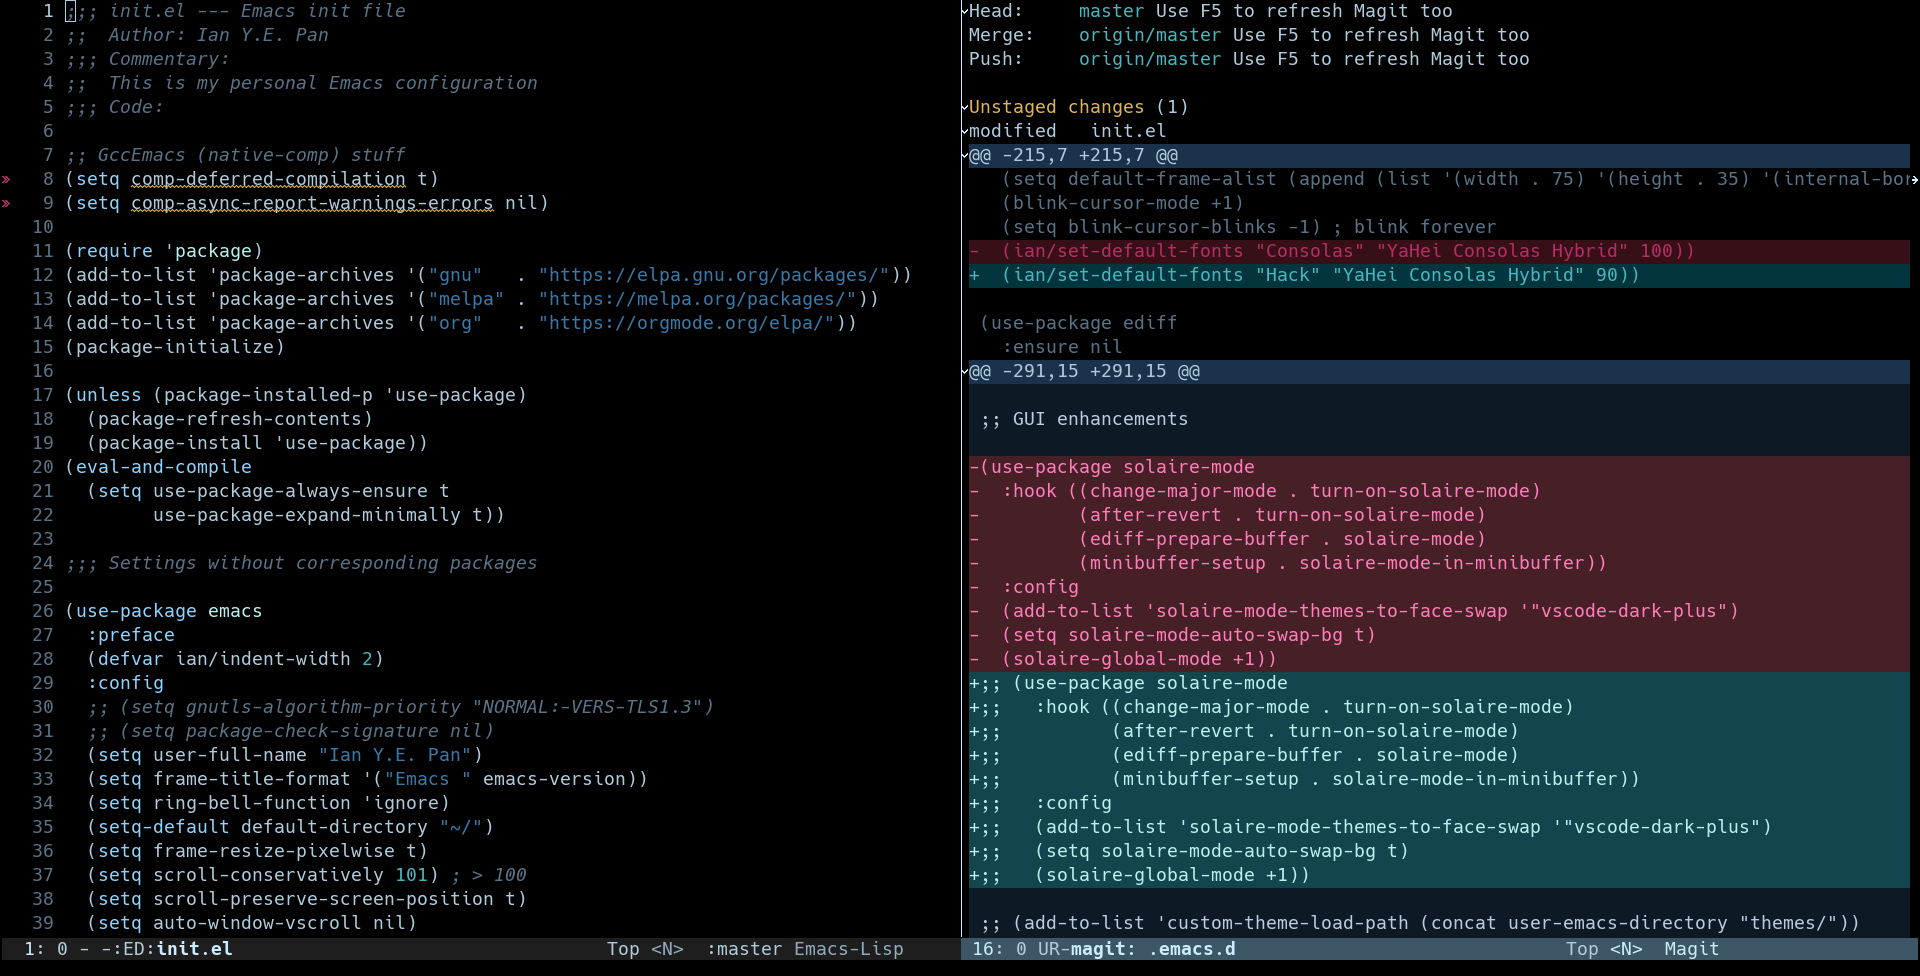 1 ;;; init.el --- Emacs init file
2 ;;  Author: Ian Y.E. Pan
3 ;;; Commentary:
4 ;;  This is my personal Emacs configuration
5 ;;; Code:
6
7 ;; GccEmacs (native-comp) stuff
» 8 (setq comp-deferred-compilation t)
» 9 (setq comp-async-report-warnings-errors nil)
10
11 (require 'package)
12 (add-to-list 'package-archives '("gnu"   . "https://elpa.gnu.org/packages/"))
13 (add-to-list 'package-archives '("melpa" . "https://melpa.org/packages/"))
14 (add-to-list 'package-archives '("org"   . "https://orgmode.org/elpa/"))
15 (package-initialize)
16
17 (unless (package-installed-p 'use-package)
18   (package-refresh-contents)
19   (package-install 'use-package))
20 (eval-and-compile
21   (setq use-package-always-ensure t
22         use-package-expand-minimally t))
23
24 ;;; Settings without corresponding packages
25
26 (use-package emacs
27   :preface
28   (defvar ian/indent-width 2)
29   :config
30   ;; (setq gnutls-algorithm-priority "NORMAL:-VERS-TLS1.3")
31   ;; (setq package-check-signature nil)
32   (setq user-full-name "Ian Y.E. Pan")
33   (setq frame-title-format '("Emacs " emacs-version))
34   (setq ring-bell-function 'ignore)
35   (setq-default default-directory "~/")
36   (setq frame-resize-pixelwise t)
37   (setq scroll-conservatively 101) ; > 100
38   (setq scroll-preserve-screen-position t)
39   (setq auto-window-vscroll nil)
1: 0 - -:ED:init.el Top <N> :master Emacs-Lisp
Head:     master Use F5 to refresh Magit too
Merge:    origin/master Use F5 to refresh Magit too
Push:     origin/master Use F5 to refresh Magit too
Unstaged changes (1)
modified   init.el
@@ -215,7 +215,7 @@
   (setq default-frame-alist (append (list '(width . 75) '(height . 35) '(internal-bor
   (blink-cursor-mode +1)
   (setq blink-cursor-blinks -1) ; blink forever
-  (ian/set-default-fonts "Consolas" "YaHei Consolas Hybrid" 100))
+  (ian/set-default-fonts "Hack" "YaHei Consolas Hybrid" 90))
 (use-package ediff
   :ensure nil
@@ -291,15 +291,15 @@
 ;; GUI enhancements
-(use-package solaire-mode
-  :hook ((change-major-mode . turn-on-solaire-mode)
-         (after-revert . turn-on-solaire-mode)
-         (ediff-prepare-buffer . solaire-mode)
-         (minibuffer-setup . solaire-mode-in-minibuffer))
-  :config
-  (add-to-list 'solaire-mode-themes-to-face-swap '"vscode-dark-plus")
-  (setq solaire-mode-auto-swap-bg t)
-  (solaire-global-mode +1))
+;; (use-package solaire-mode
+;;   :hook ((change-major-mode . turn-on-solaire-mode)
+;;          (after-revert . turn-on-solaire-mode)
+;;          (ediff-prepare-buffer . solaire-mode)
+;;          (minibuffer-setup . solaire-mode-in-minibuffer))
+;;   :config
+;;   (add-to-list 'solaire-mode-themes-to-face-swap '"vscode-dark-plus")
+;;   (setq solaire-mode-auto-swap-bg t)
+;;   (solaire-global-mode +1))
 ;; (add-to-list 'custom-theme-load-path (concat user-emacs-directory "themes/"))
16: 0 UR-magit: .emacs.d Top <N> Magit